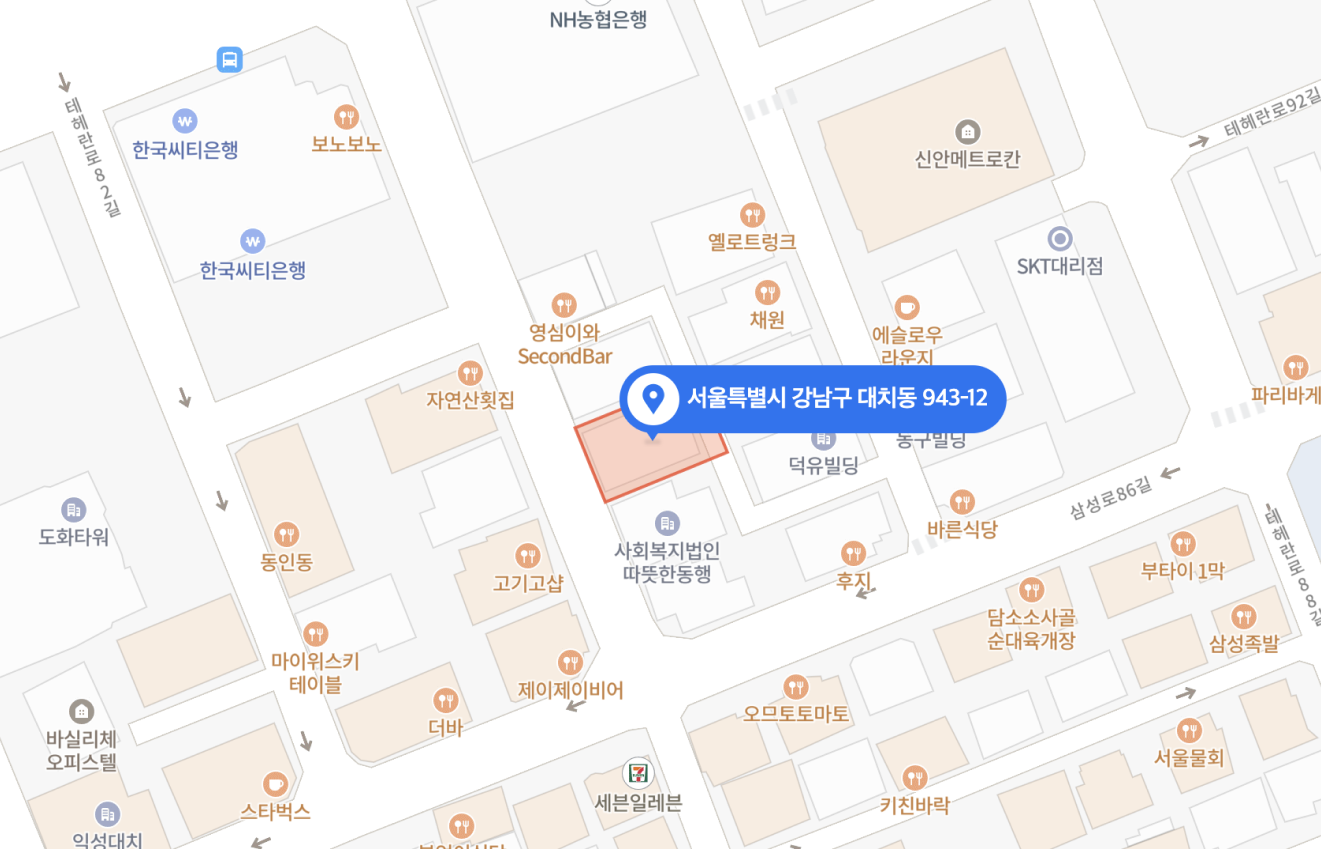 NH농협은행
테헤란로82길
한국씨티은행
보노보노
테헤란로92길
신안메트로칸
한국씨티은행
옐로트렁크
SKT대리점
채원
영심이와
SecondBar
에슬로우
라운지
자연산횟집
서울특별시 강남구 대치동 943-12
파리바게
동구빌딩
덕유빌딩
삼성로86길
도화타워
동인동
바른식당
테헤란로88길
사회복지법인
따뜻한동행
고기고샵
후지
부타이 1막
담소소사골
순대육개장
삼성족발
마이위스키
테이블
제이제이비어
더바
오므토토마토
바실리체
오피스텔
서울물회
스타벅스
7
세븐일레븐
키친바락
익성대치